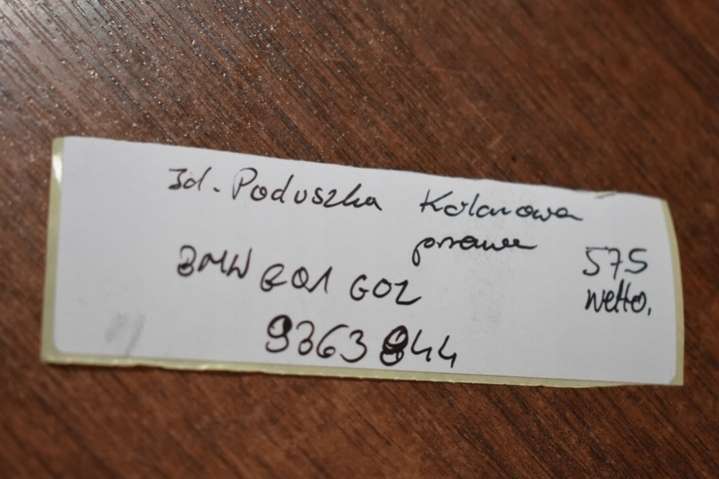 3d. Poduszka Kolanowa
prawa
BMW G01 G02
9363844
575
netto.